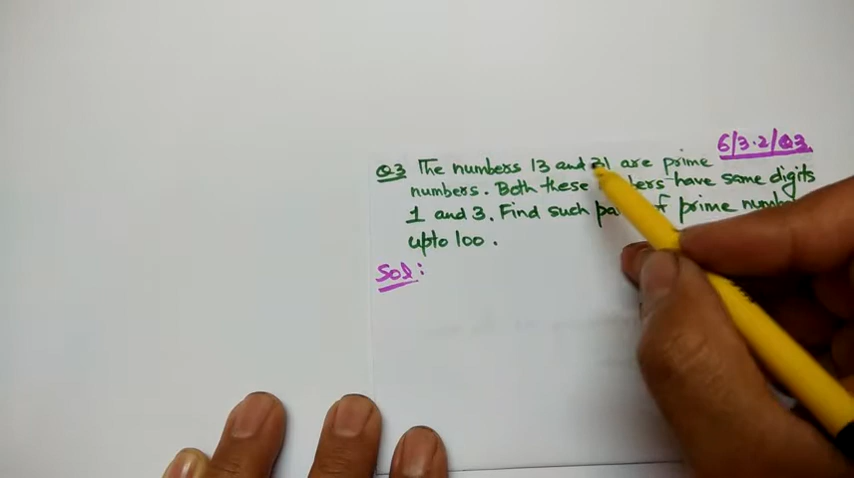 6/3.2/Q3.
Q3 The numbers 13 and 31 are prime
numbers. Both these have same digits
1 and 3. Find such of prime
upto 100.
Sol: